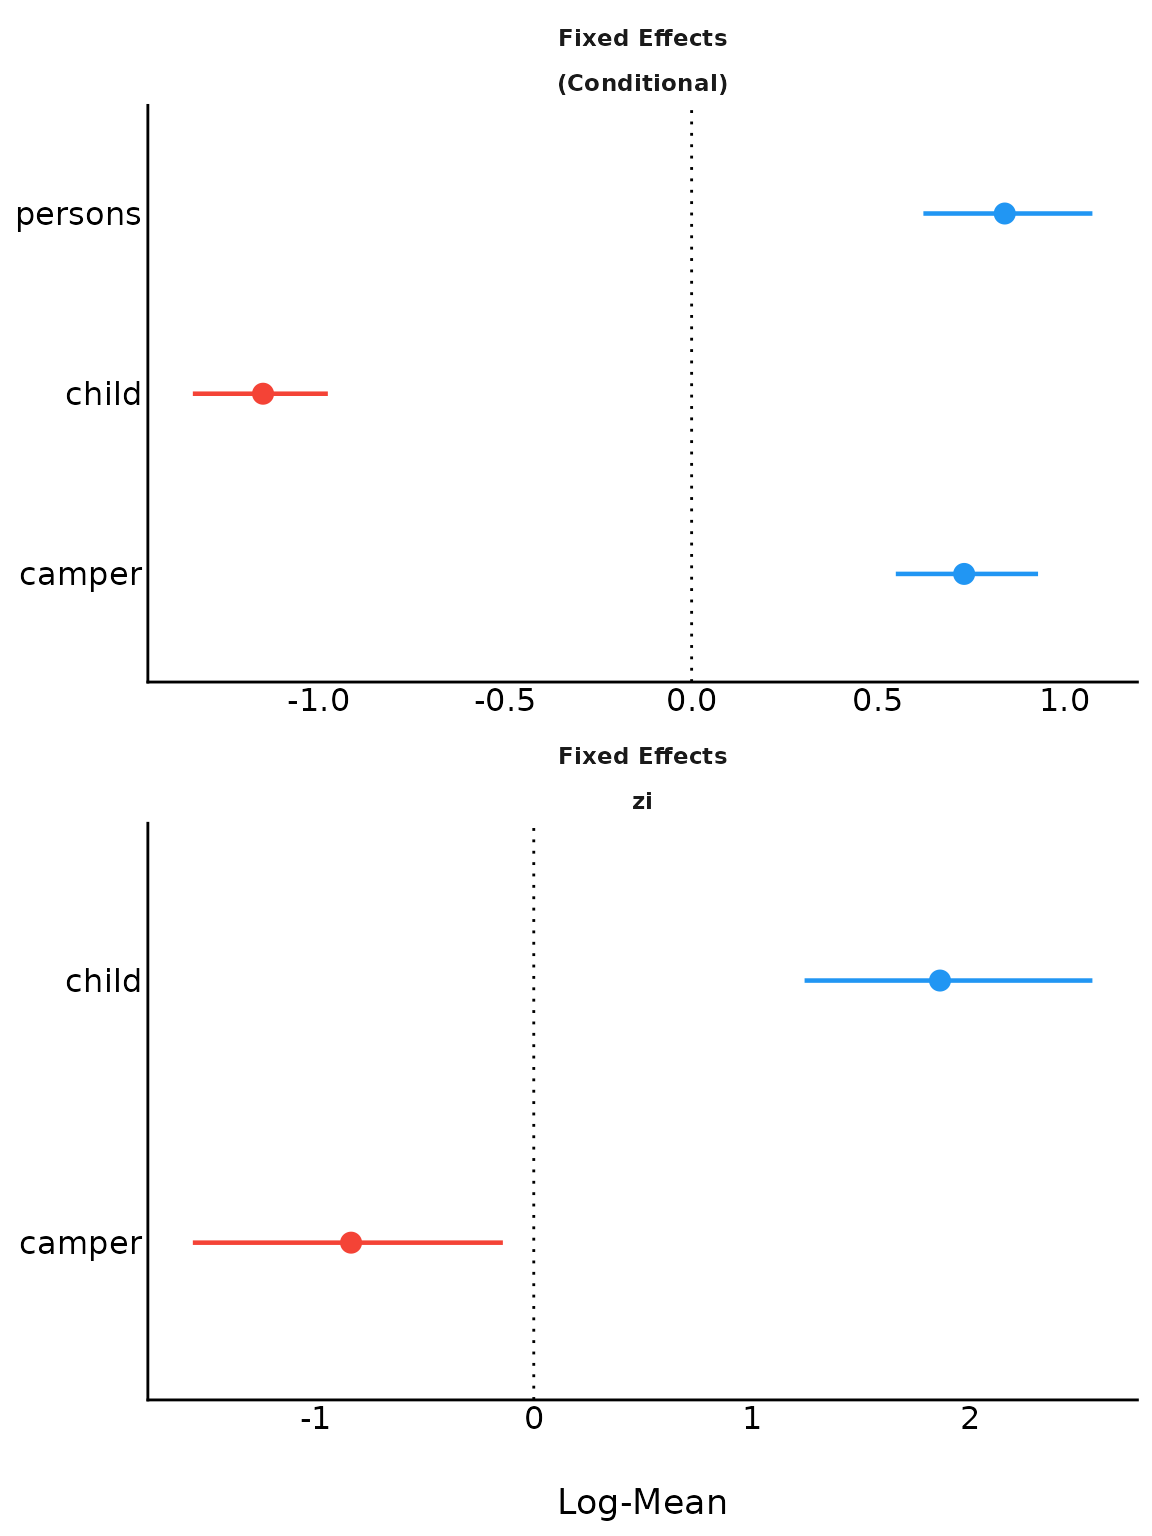 Fixed Effects
(Conditional)
persons
child
camper
-1.0 -0.5 0.0 0.5 1.0
Fixed Effects
zi
child
camper
-1 0 1 2
Log-Mean